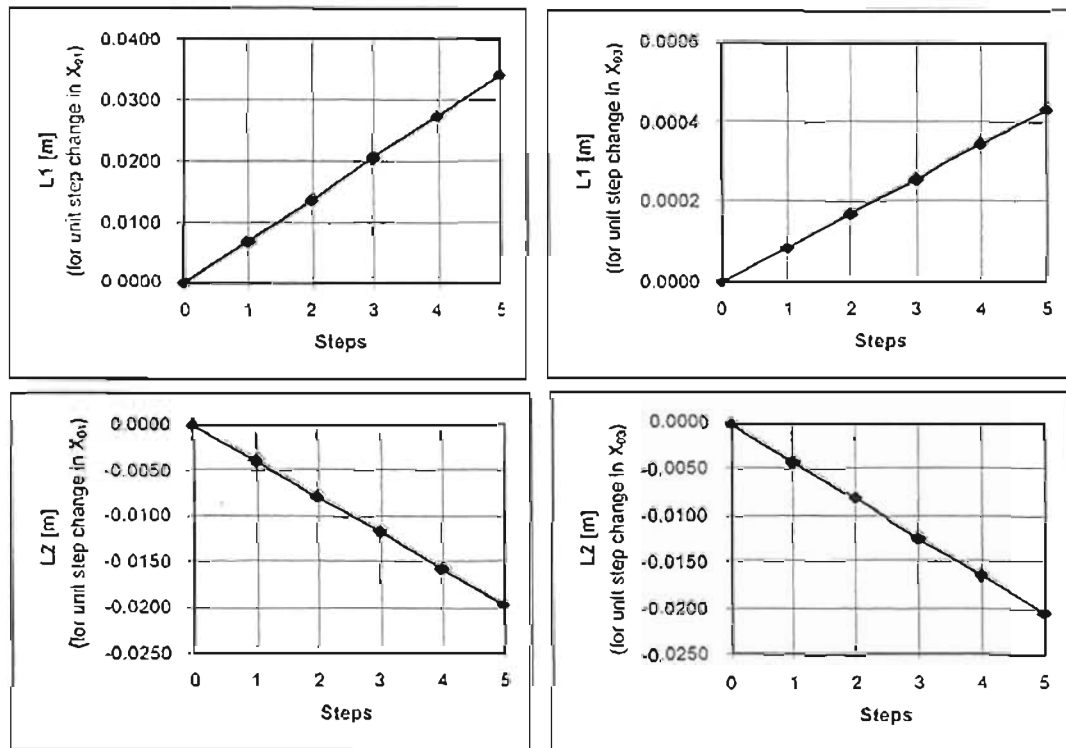 L1 [m]
(for unit step change in X01)
0.0400
0.0300
0.0200
0.0100
0.0000
0 1 2 3 4 5
Steps
L1 [m]
(for unit step change in X03)
0.0006
0.0004
0.0002
0.0000
0 1 2 3 4 5
Steps
L2 [m]
(for unit step change in X01)
0.0000
-0.0050
-0.0100
-0.0150
-0.0200
-0.0250
0 1 2 3 4 5
Steps
L2 [m]
(for unit step change in X03)
0.0000
-0.0050
-0.0100
-0.0150
-0.0200
-0.0250
0 1 2 3 4 5
Steps